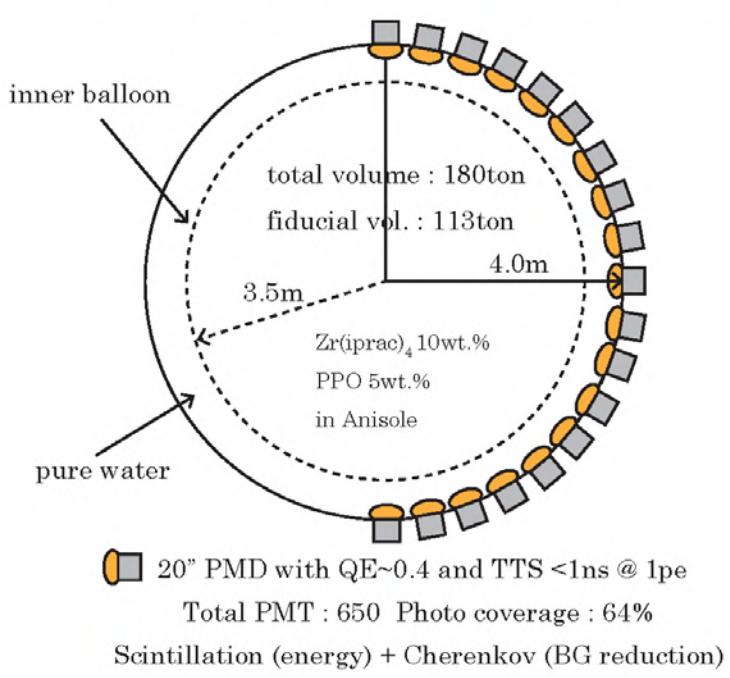 inner balloon
total volume : 180ton
fiducial vol. : 113ton
4.0m
3.5m
Zr(iprac)₄ 10wt.%
PPO 5wt.%
in Anisole
pure water
20” PMD with QE~0.4 and TTS <1ns @ 1pe
Total PMT : 650 Photo coverage : 64%
Scintillation (energy) + Cherenkov (BG reduction)